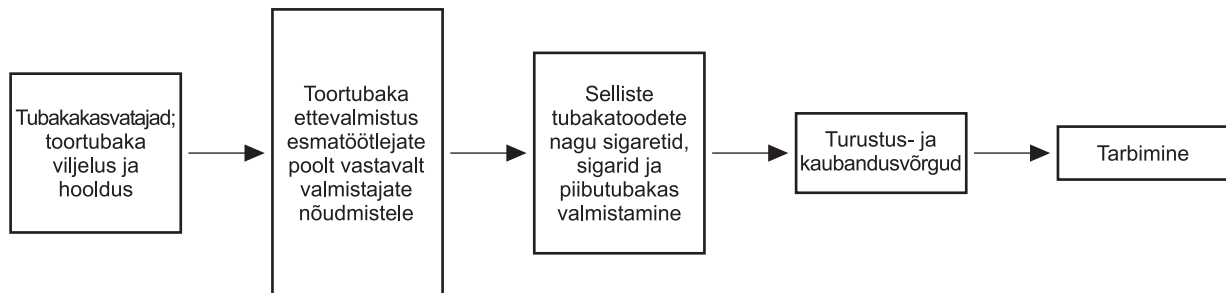 Tubakakasvatajad;
toortubaka
viljelus ja
hooldus
Toortubaka
ettevalmistus
esmatöötlejate
poolt vastavalt
valmistajate
nõudmistele
Selliste
tubakatoodete
nagu sigaretid,
sigarid ja
piibutubakas
valmistamine
Turustus- ja
kaubandusvõrgud
Tarbimine